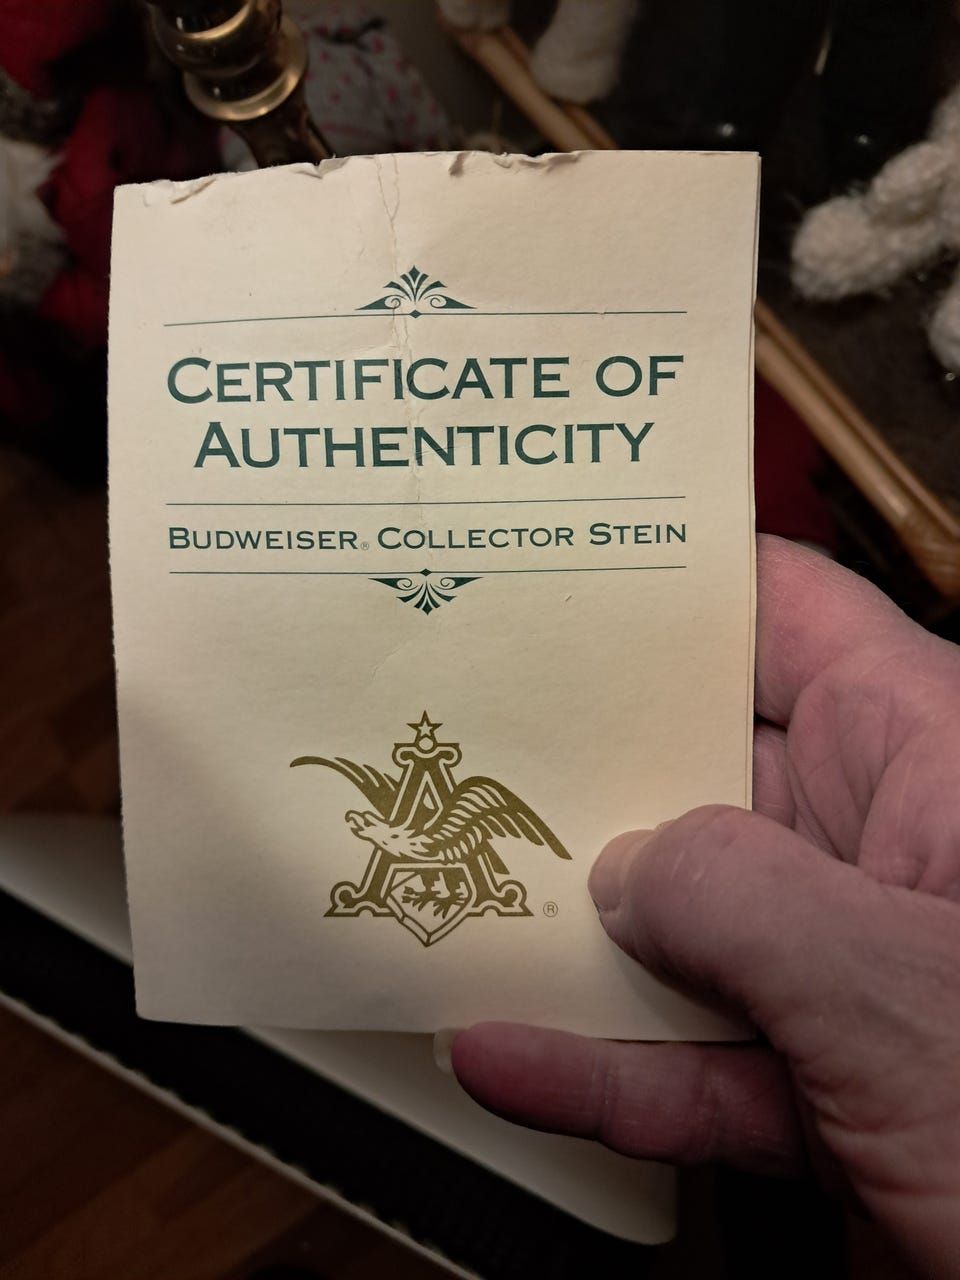 CERTIFICATE OF
AUTHENTICITY
BUDWEISER® COLLECTOR STEIN
A
®